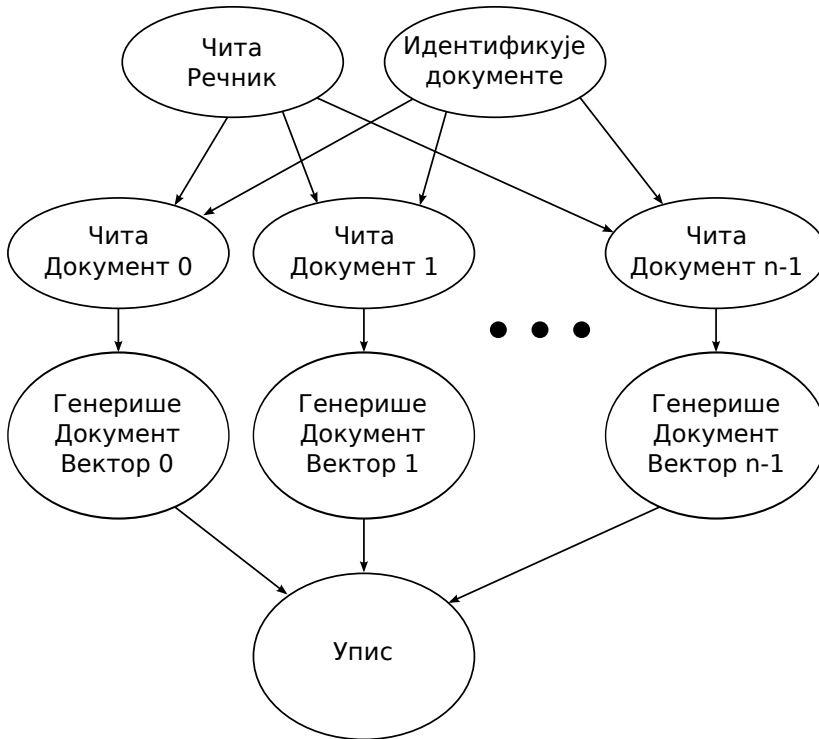 Чита
Речник
Идентификује
документе
Чита
Документ 0
Чита
Документ 1
Чита
Документ n-1
Генерише
Документ
Вектор 0
Генерише
Документ
Вектор 1
Генерише
Документ
Вектор n-1
Упис